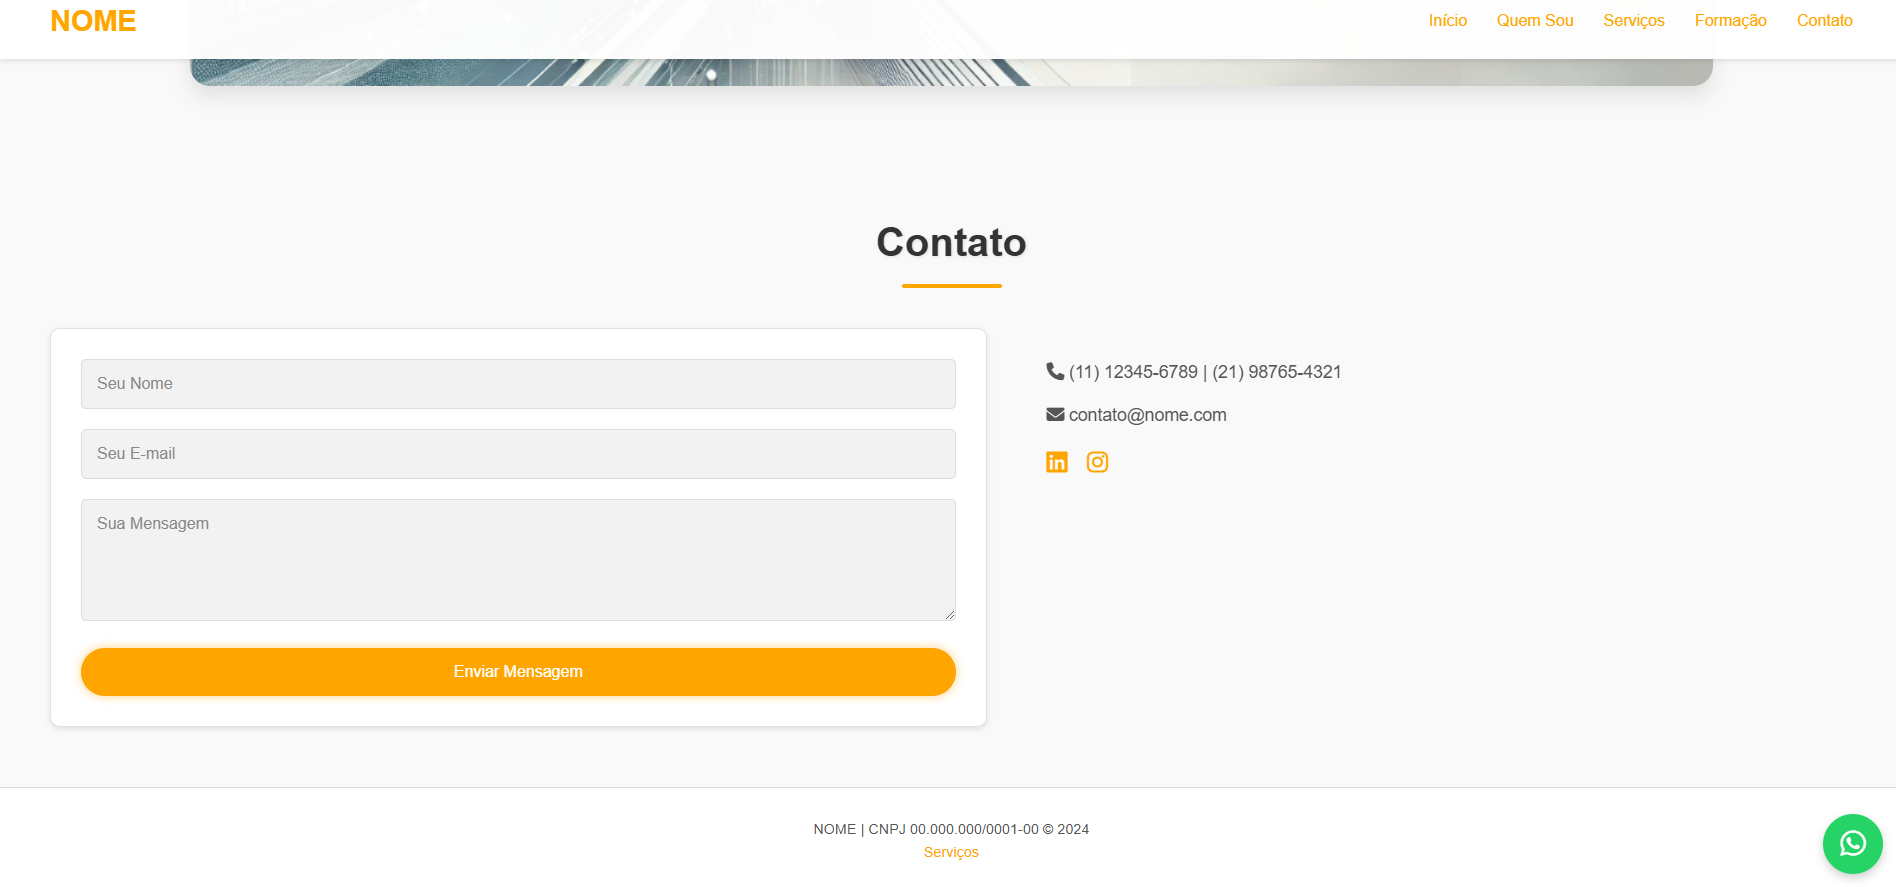 NOME
Início Quem Sou Serviços Formação Contato
Contato
Seu Nome
Seu E-mail
Sua Mensagem
Enviar Mensagem
(11) 12345-6789 | (21) 98765-4321
contato@nome.com
NOME | CNPJ 00.000.000/0001-00 © 2024
Serviços